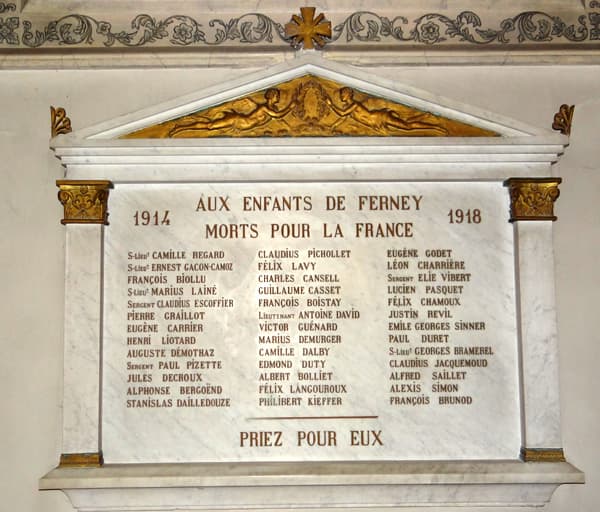 AUX ENFANTS DE FERNEY
1914 MORTS POUR LA FRANCE 1918
S-LIEUT CAMILLE REGARD
S-LIEUT ERNEST GACON-CAMOZ
FRANÇOIS BIOLLU
S-LIEUT MARIUS LAINÉ
SERGENT CLAUDIUS ESCOFFIER
PIERRE GRAILLOT
EUGÈNE CARRIER
HENRI LIOTARD
AUGUSTE DÉMOTHAZ
SERGENT PAUL PIZETTE
JULES DECROUX
ALPHONSE BERGOËND
STANISLAS DAILLEDOUZE
CLAUDIUS PICHOLLET
FÉLIX LAVY
CHARLES CANSELL
GUILLAUME CASSET
FRANÇOIS BOISTAY
LIEUTENANT ANTOINE DAVID
VICTOR GUÉNARD
MARIUS DEMURGER
CAMILLE DALBY
EDMOND DUTY
ALBERT BOLLIET
FÉLIX LANGOUROUX
PHILIBERT KIEFFER
EUGÈNE GODET
LÉON CHARRIÈRE
SERGENT ELIE VIBERT
LUCIEN PASQUET
FÉLIX CHAMOUX
JUSTIN REVIL
EMILE GEORGES SINNER
PAUL DURET
S-LIEUT GEORGES BRAMEREL
CLAUDIUS JACQUEMOUD
ALFRED SAILLET
ALEXIS SIMON
FRANÇOIS BRUNOD
PRIEZ POUR EUX